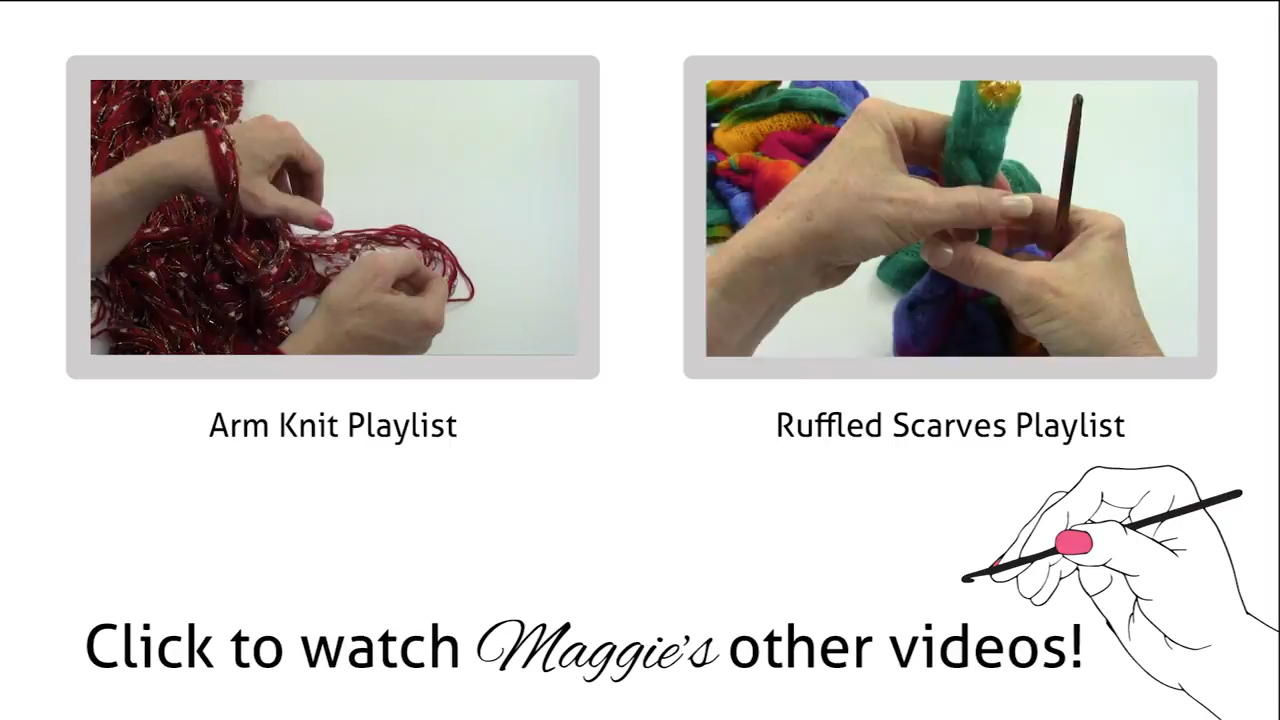 Arm Knit Playlist
Ruffled Scarves Playlist
Click to watch Maggie's other videos!